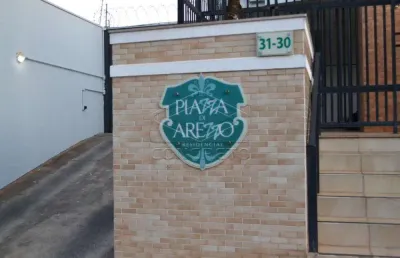 31-30
PIAZZA
DI
AREZZO
RESIDENCIAL